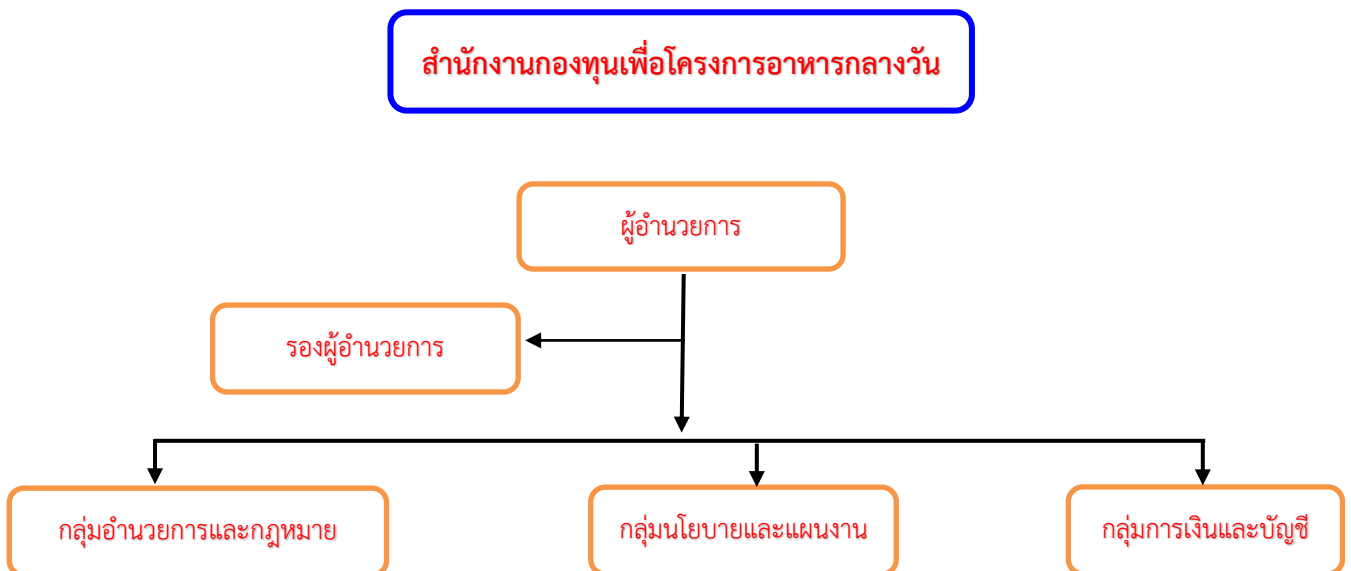 สำนักงานกองทุนเพื่อโครงการอาหารกลางวัน
ผู้อำนวยการ
รองผู้อำนวยการ
กลุ่มอำนวยการและกฎหมาย
กลุ่มนโยบายและแผนงาน
กลุ่มการเงินและบัญชี